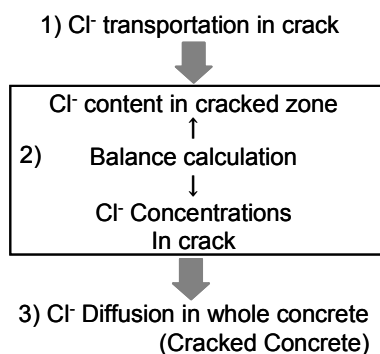 1) Cl⁻ transportation in crack
Cl⁻ content in cracked zone
↑
2) Balance calculation
↓
Cl⁻ Concentrations
In crack
3) Cl⁻ Diffusion in whole concrete
(Cracked Concrete)